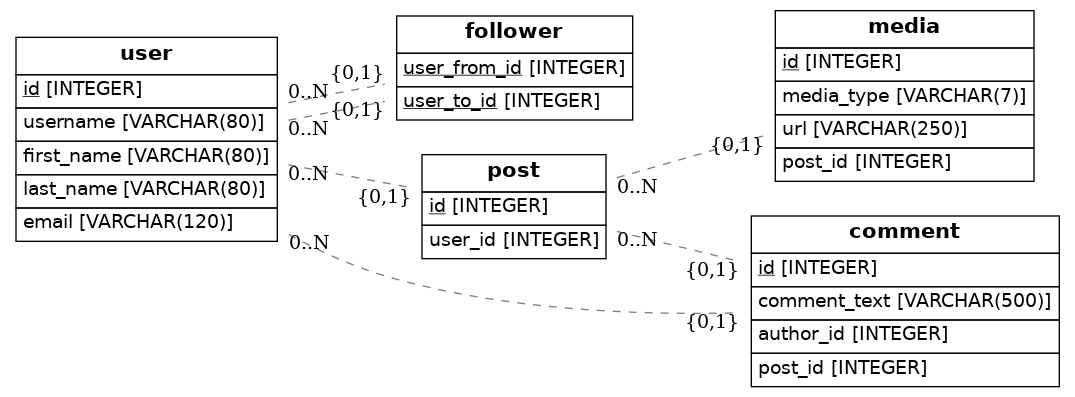 user
id [INTEGER]
username [VARCHAR(80)]
first_name [VARCHAR(80)]
last_name [VARCHAR(80)]
email [VARCHAR(120)]
0..N
{0,1}
0..N
{0,1}
0..N
{0,1}
0..N
{0,1}
follower
user_from_id [INTEGER]
user_to_id [INTEGER]
post
id [INTEGER]
user_id [INTEGER]
0..N
{0,1}
0..N
{0,1}
media
id [INTEGER]
media_type [VARCHAR(7)]
url [VARCHAR(250)]
post_id [INTEGER]
comment
id [INTEGER]
comment_text [VARCHAR(500)]
author_id [INTEGER]
post_id [INTEGER]